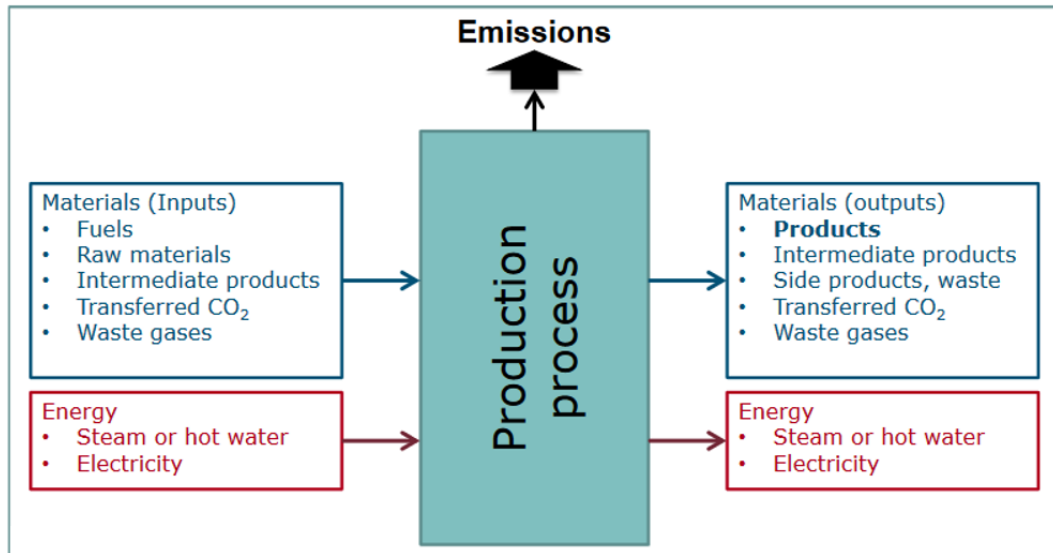 Emissions
Materials (Inputs)
• Fuels
• Raw materials
• Intermediate products
• Transferred CO₂
• Waste gases
Energy
• Steam or hot water
• Electricity
Production
process
Materials (outputs)
• Products
• Intermediate products
• Side products, waste
• Transferred CO₂
• Waste gases
Energy
• Steam or hot water
• Electricity